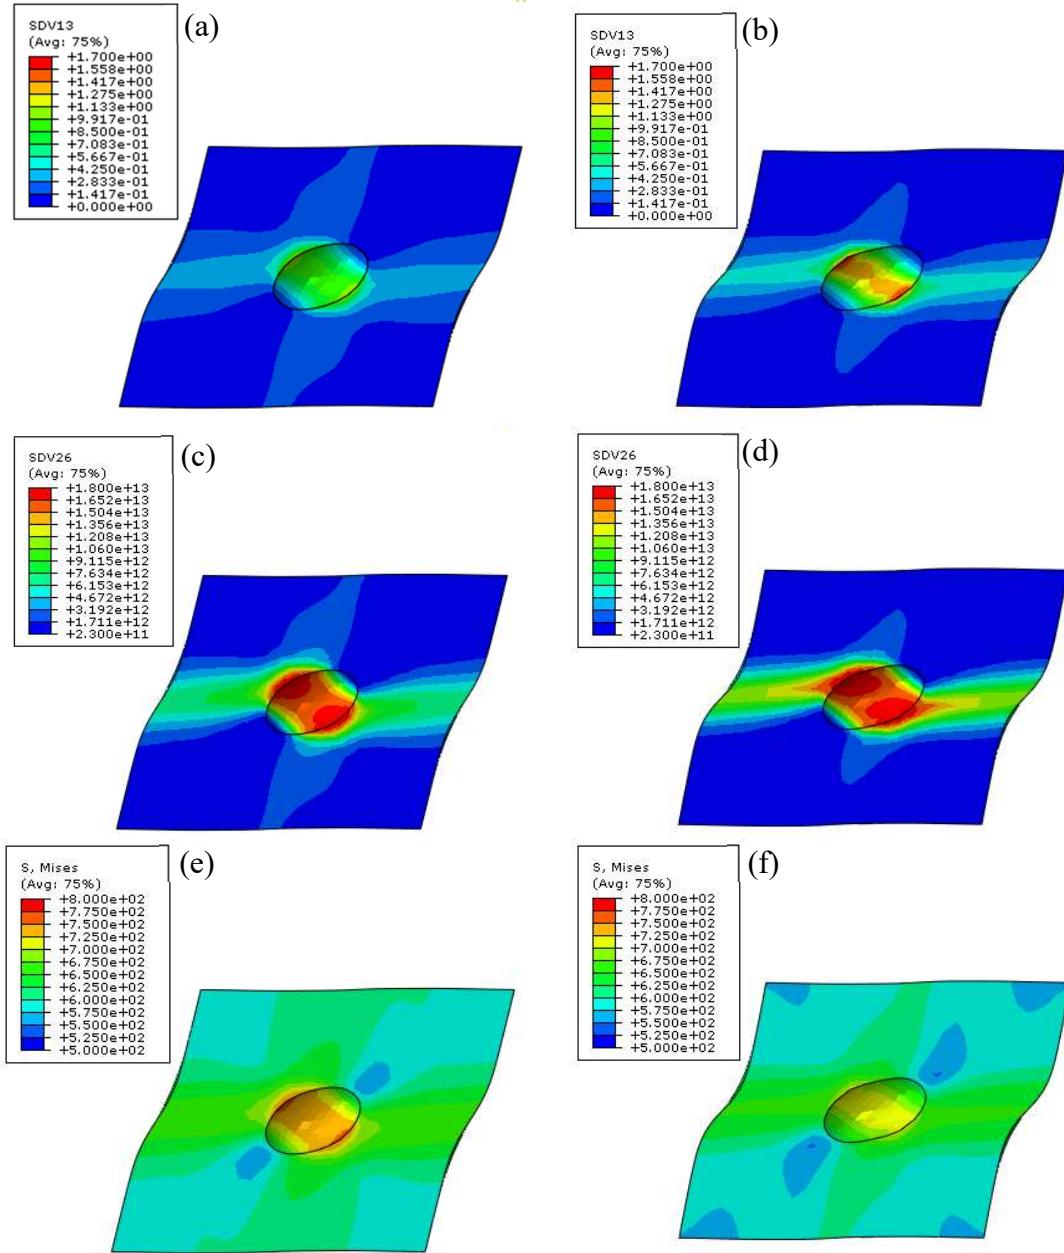 (a)
SDV13
(Avg: 75%)
+1.700e+00
+1.558e+00
+1.417e+00
+1.275e+00
+1.133e+00
+9.917e-01
+8.500e-01
+7.083e-01
+5.667e-01
+4.250e-01
+2.833e-01
+1.417e-01
+0.000e+00
(b)
SDV13
(Avg: 75%)
+1.700e+00
+1.558e+00
+1.417e+00
+1.275e+00
+1.133e+00
+9.917e-01
+8.500e-01
+7.083e-01
+5.667e-01
+4.250e-01
+2.833e-01
+1.417e-01
+0.000e+00
(c)
SDV26
(Avg: 75%)
+1.800e+13
+1.652e+13
+1.504e+13
+1.356e+13
+1.208e+13
+1.060e+13
+9.115e+12
+7.634e+12
+6.153e+12
+4.672e+12
+3.192e+12
+1.711e+12
+2.300e+11
(d)
SDV26
(Avg: 75%)
+1.800e+13
+1.652e+13
+1.504e+13
+1.356e+13
+1.208e+13
+1.060e+13
+9.115e+12
+7.634e+12
+6.153e+12
+4.672e+12
+3.192e+12
+1.711e+12
+2.300e+11
(e)
S, Mises
(Avg: 75%)
+8.000e+02
+7.750e+02
+7.500e+02
+7.250e+02
+7.000e+02
+6.750e+02
+6.500e+02
+6.250e+02
+6.000e+02
+5.750e+02
+5.500e+02
+5.250e+02
+5.000e+02
(f)
S, Mises
(Avg: 75%)
+8.000e+02
+7.750e+02
+7.500e+02
+7.250e+02
+7.000e+02
+6.750e+02
+6.500e+02
+6.250e+02
+6.000e+02
+5.750e+02
+5.500e+02
+5.250e+02
+5.000e+02